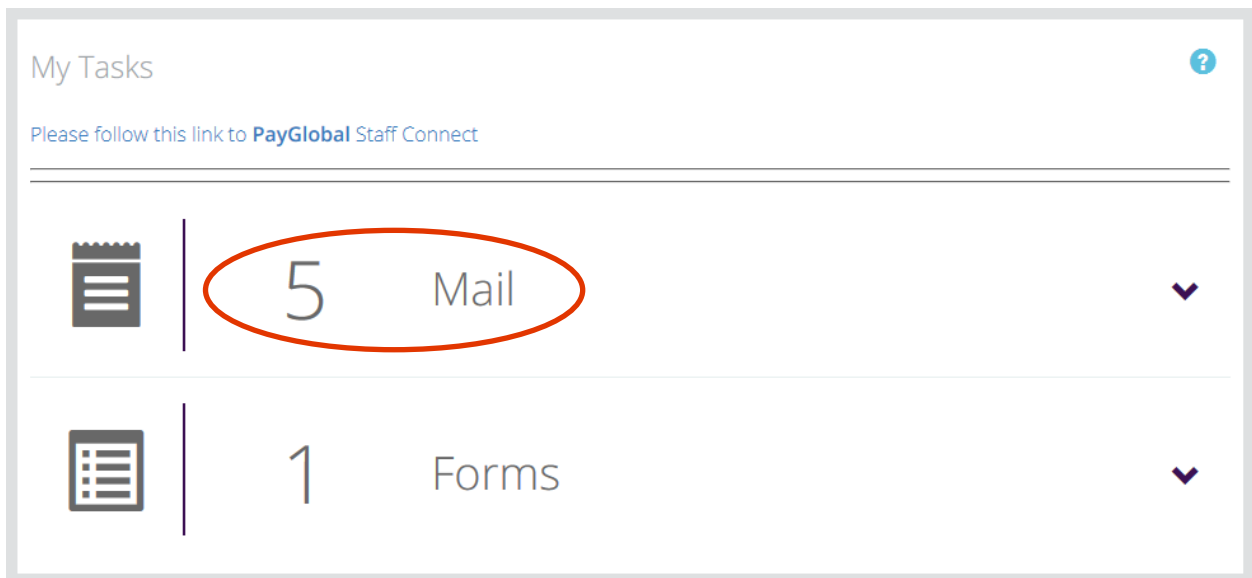 My Tasks
?
Please follow this link to PayGlobal Staff Connect
5 Mail
1 Forms